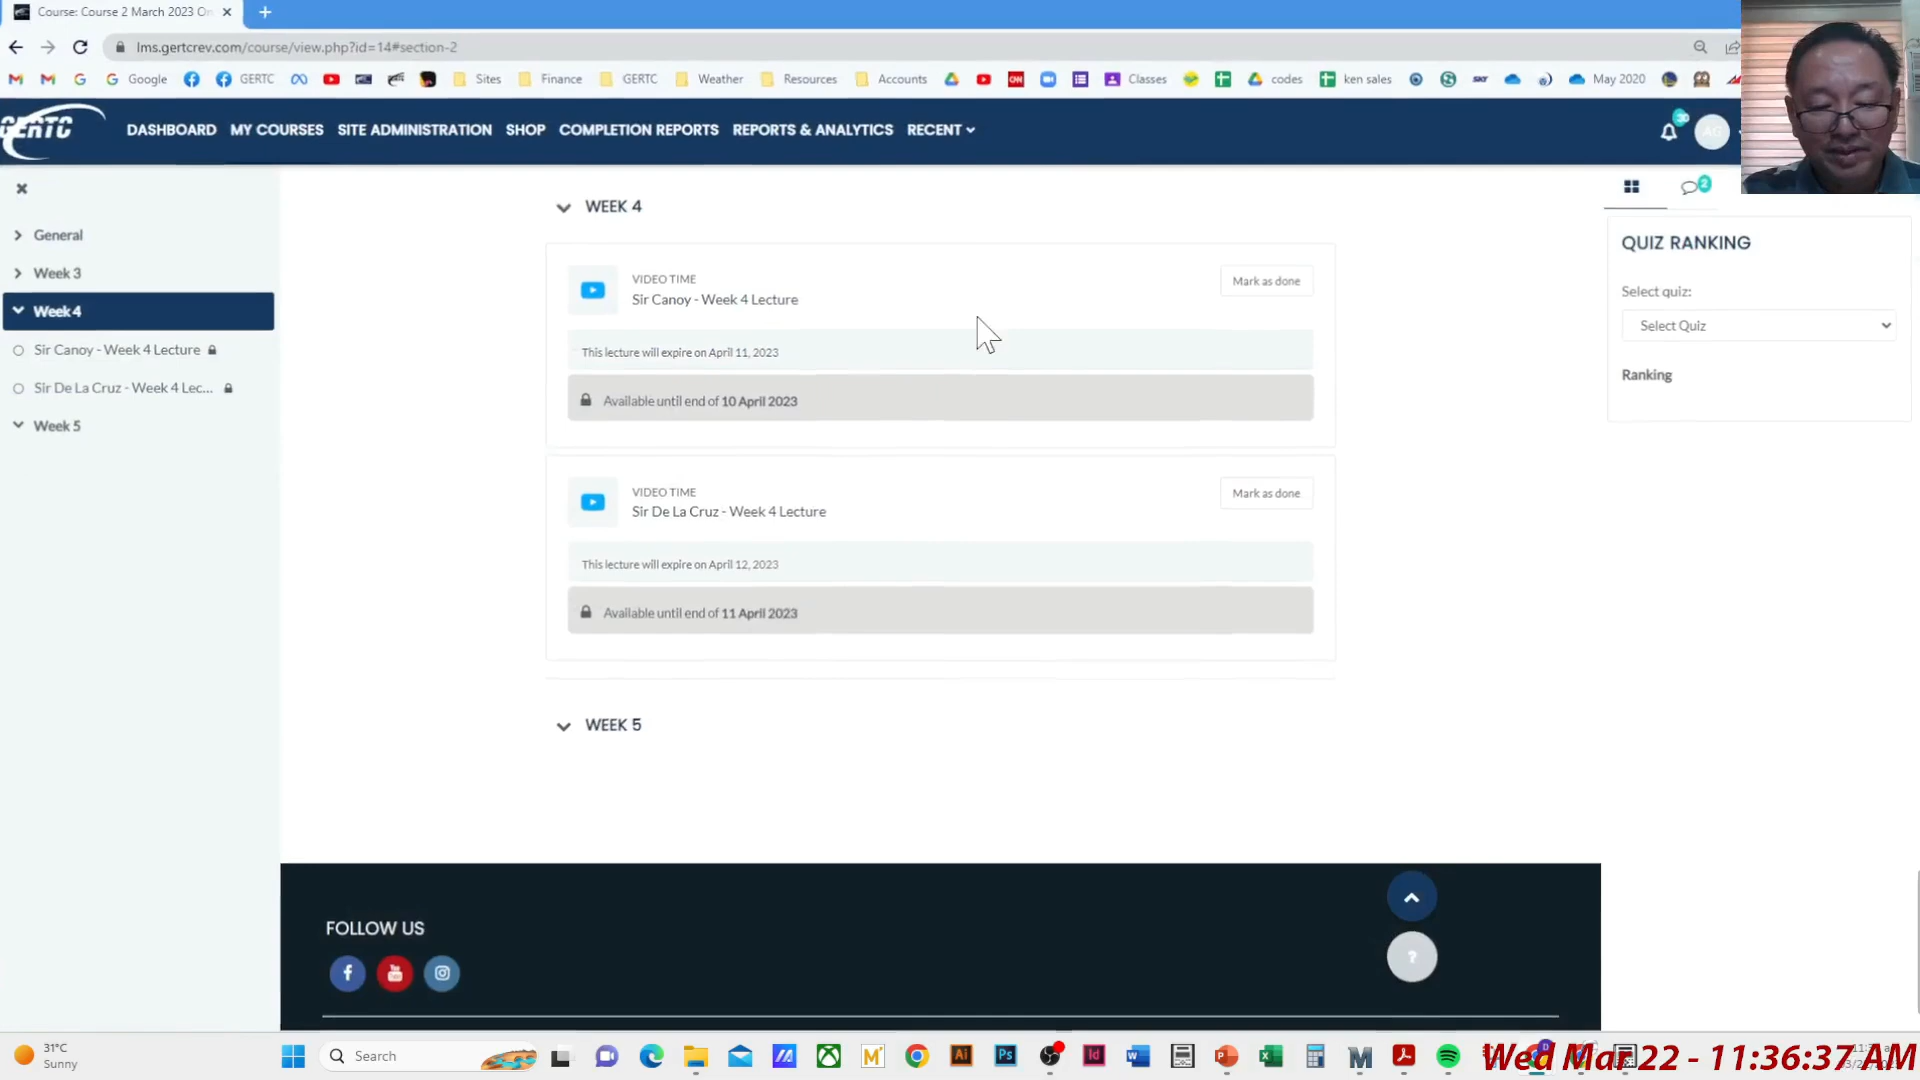 Course: Course 2 March 2023 On
lms.gertcrev.com/course/view.php?id=14#section-2
Google
GERTC
Sites
Finance
GERTC
Weather
Resources
Accounts
CNN
Classes
codes
ken sales
SKY
May 2020
GERTC
DASHBOARD MY COURSES SITE ADMINISTRATION SHOP COMPLETION REPORTS REPORTS & ANALYTICS RECENT
30
AG
General
Week 3
Week 4
Sir Canoy - Week 4 Lecture
Sir De La Cruz - Week 4 Lec...
Week 5
WEEK 4
VIDEO TIME
Sir Canoy - Week 4 Lecture
Mark as done
This lecture will expire on April 11, 2023
Available until end of 10 April 2023
VIDEO TIME
Sir De La Cruz - Week 4 Lecture
Mark as done
This lecture will expire on April 12, 2023
Available until end of 11 April 2023
WEEK 5
2
QUIZ RANKING
Select quiz:
Select Quiz
Ranking
FOLLOW US
?
31°C
Sunny
Search
Wed Mar 22 - 11:36:37 AM